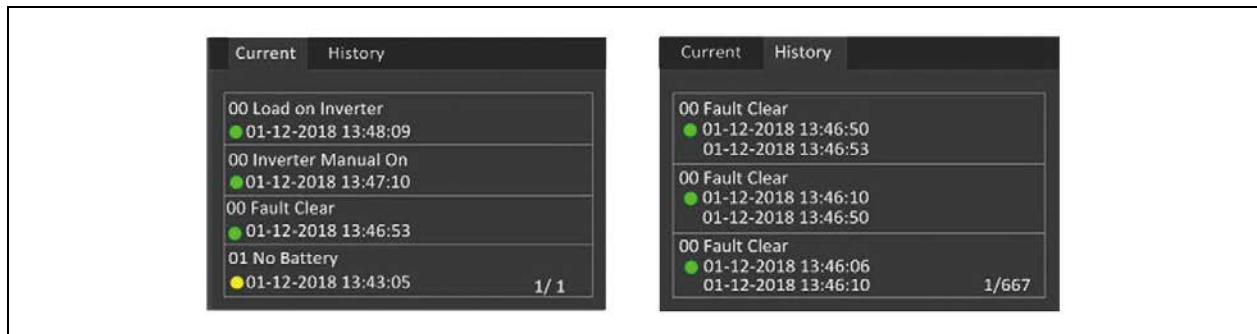 Current History
00 Load on Inverter
01-12-2018 13:48:09
00 Inverter Manual On
01-12-2018 13:47:10
00 Fault Clear
01-12-2018 13:46:53
01 No Battery
01-12-2018 13:43:05 1/ 1
Current History
00 Fault Clear
01-12-2018 13:46:50
01-12-2018 13:46:53
00 Fault Clear
01-12-2018 13:46:10
01-12-2018 13:46:50
00 Fault Clear
01-12-2018 13:46:06
01-12-2018 13:46:10 1/667